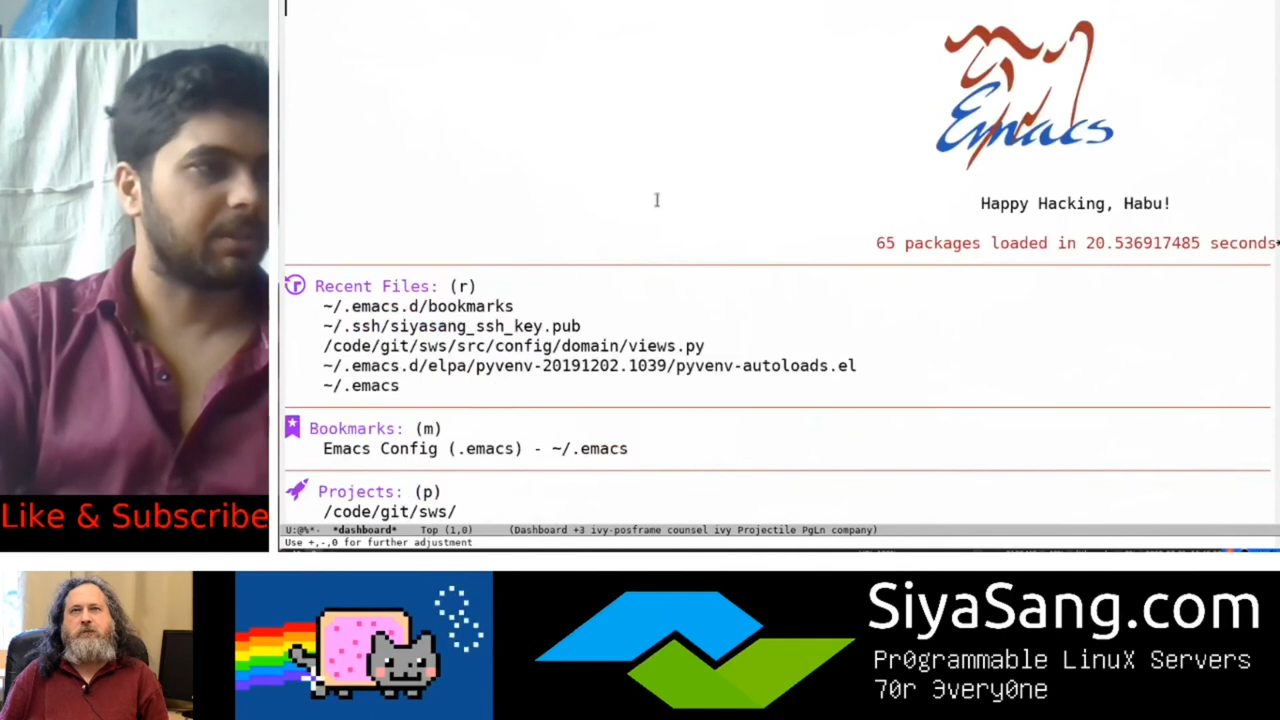 Emacs
Happy Hacking, Habu!
65 packages loaded in 20.536917485 seconds
Recent Files: (r)
~/.emacs.d/bookmarks
~/.ssh/siyasang_ssh_key.pub
/code/git/sws/src/config/domain/views.py
~/.emacs.d/elpa/pyvenv-20191202.1039/pyvenv-autoloads.el
~/.emacs
Bookmarks: (m)
Emacs Config (.emacs) - ~/.emacs
Projects: (p)
/code/git/sws/
U:@%*-  *dashboard*   Top (1,0)    (Dashboard +3 ivy-posframe counsel ivy Projectile PgLn company)
Use +,-,0 for further adjustment
Like & Subscribe
SiyaSang.com
Pr0grammable LinuX Servers
70r Эvery0ne